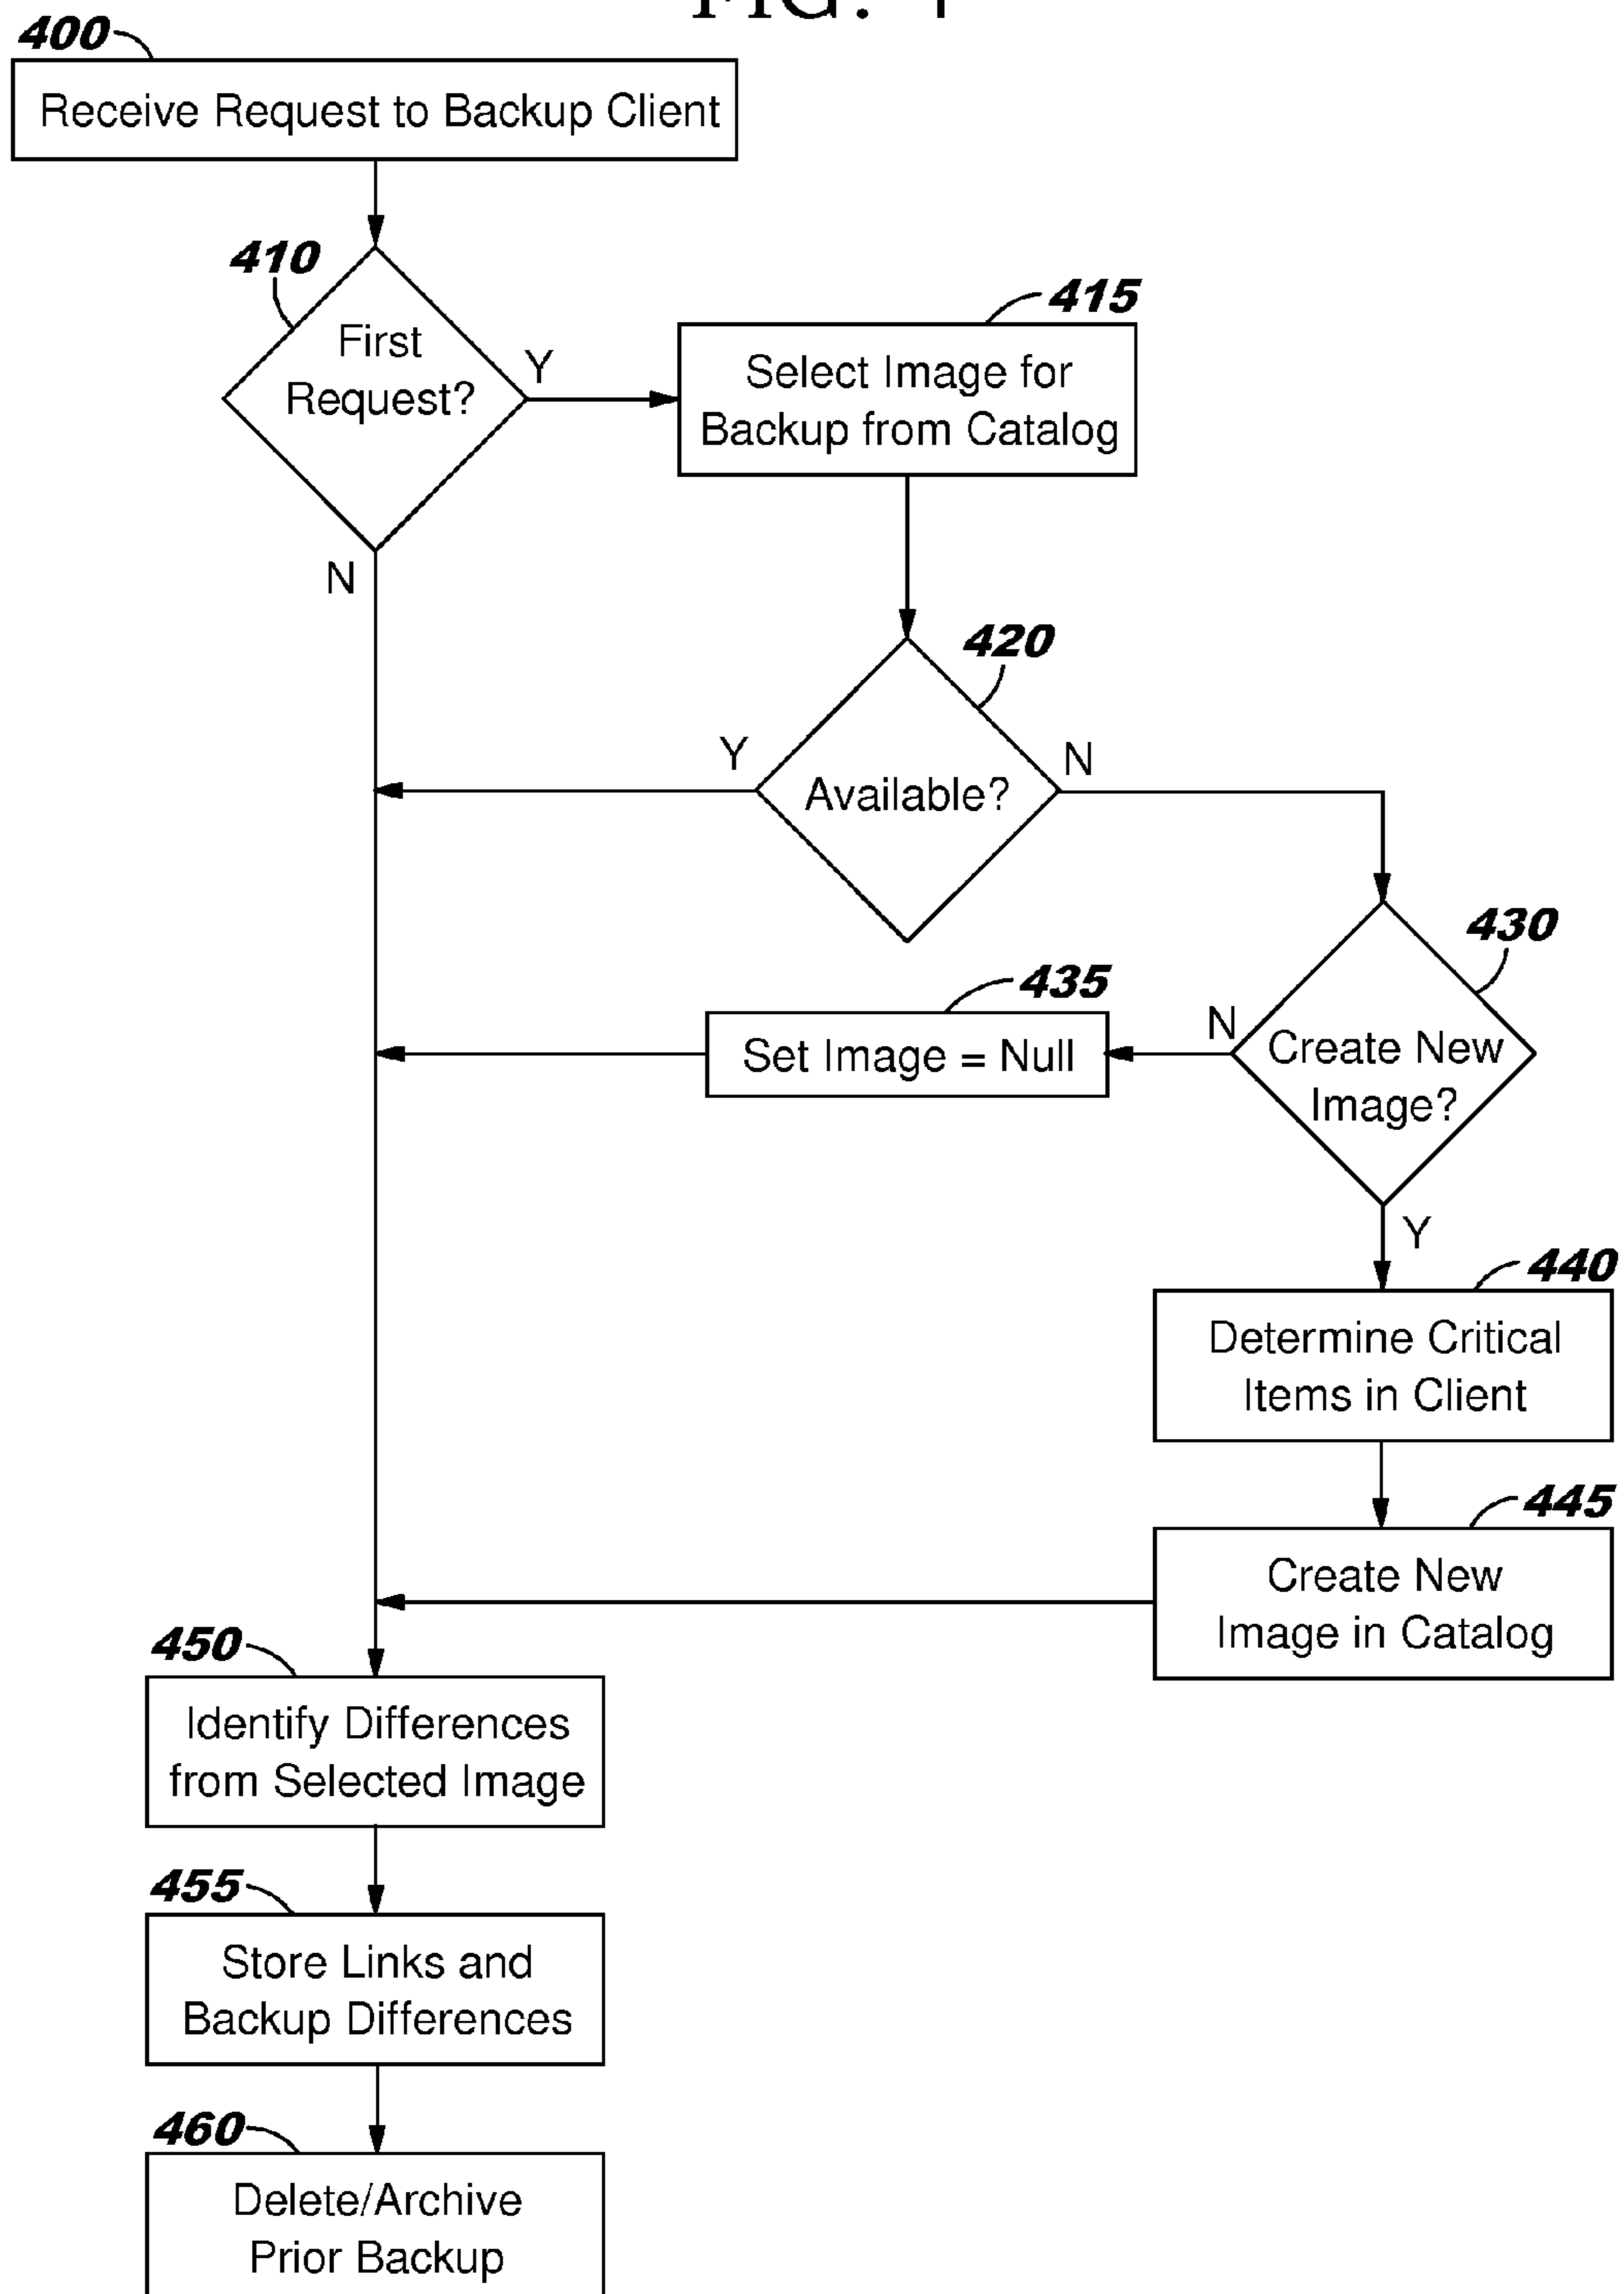 FIG. 4
400
Receive Request to Backup Client
410
First
Request?
Y
N
415
Select Image for
Backup from Catalog
420
Available?
Y
N
430
Create New
Image?
N
Y
435
Set Image = Null
440
Determine Critical
Items in Client
445
Create New
Image in Catalog
450
Identify Differences
from Selected Image
455
Store Links and
Backup Differences
460
Delete/Archive
Prior Backup